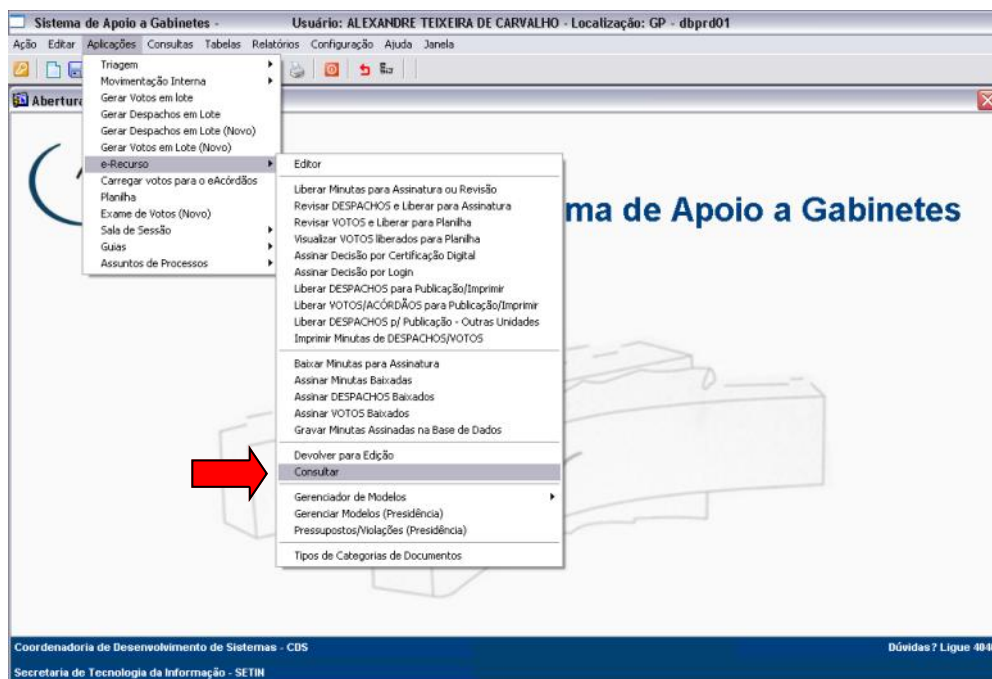 Sistema de Apoio a Gabinetes - Usuário: ALEXANDRE TEIXEIRA DE CARVALHO - Localização: GP - dbprd01
Ação Editar Aplicações Consultas Tabelas Relatórios Configuração Ajuda Janela
Abertura
Triagem
Movimentação Interna
Gerar Votos em lote
Gerar Despachos em Lote
Gerar Despachos em Lote (Novo)
Gerar Votos em Lote (Novo)
e-Recurso
Carregar votos para o eAcórdãos
Planilha
Exame de Votos (Novo)
Sala de Sessão
Guias
Assuntos de Processos
Editor
Liberar Minutas para Assinatura ou Revisão
Revisar DESPACHOS e Liberar para Assinatura
Revisar VOTOS e Liberar para Planilha
Visualizar VOTOS liberados para Planilha
Assinar Decisão por Certificação Digital
Assinar Decisão por Login
Liberar DESPACHOS para Publicação/Imprimir
Liberar VOTOS/ACÓRDÃOS para Publicação/Imprimir
Liberar DESPACHOS p/ Publicação - Outras Unidades
Imprimir Minutas de DESPACHOS/VOTOS
Baixar Minutas para Assinatura
Assinar Minutas Baixadas
Assinar DESPACHOS Baixados
Assinar VOTOS Baixados
Gravar Minutas Assinadas na Base de Dados
Devolver para Edição
Consultar
Gerenciador de Modelos
Gerenciar Modelos (Presidência)
Pressupostos/Violações (Presidência)
Tipos de Categorias de Documentos
ma de Apoio a Gabinetes
Coordenadoria de Desenvolvimento de Sistemas - CDS Dúvidas? Ligue
Secretaria de Tecnologia da Informação - SETIN